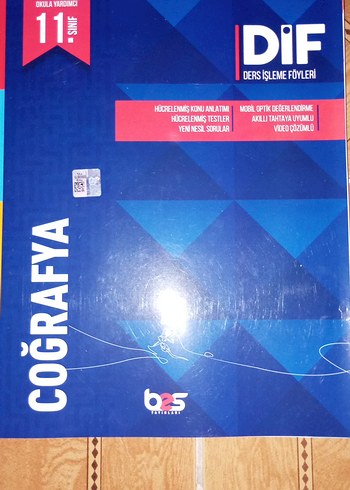 OKULA YARDIMCI
11. SINIF
DİF
DERS İŞLEME FÖYLERİ
HÜCRELENMİŞ KONU ANLATIMI
HÜCRELENMİŞ TESTLER
YENİ NESİL SORULAR
MOBİL OPTİK DEĞERLENDİRME
AKILLI TAHTAYA UYUMLU
VİDEO ÇÖZÜMLÜ
COĞRAFYA
bes
YAYINLARI